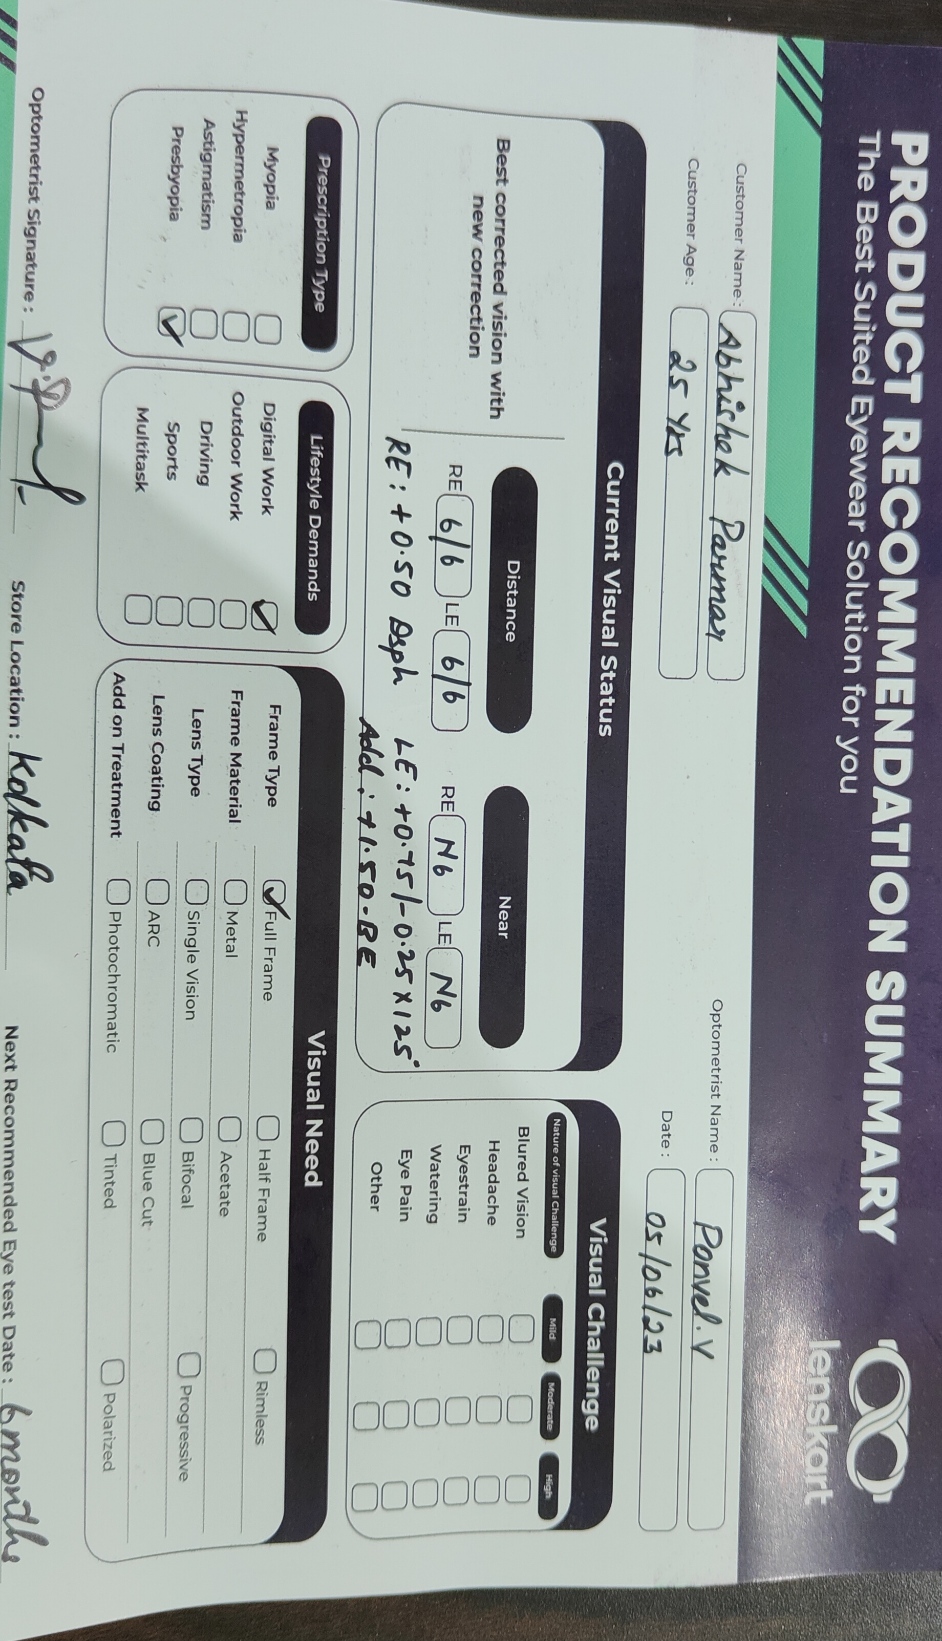 PRODUCT RECOMMENDATION SUMMARY
The Best Suited Eyewear Solution for you
lenskart
Customer Name : Abhishek Parmar
Optometrist Name : Ponvel.V
Customer Age : 25 Yrs
Date : 05/06/23
Current Visual Status
Distance
Near
Best corrected vision with
new correction
RE 6/6 LE 6/6 RE N6 LE N6
RE : +0.50 Dsph LE : +0.75/-0.25 X 125°
Add : +1.50 - BE
Visual Challenge
Nature of visual Challenge Mild Moderate High
Blured Vision
Headache
Eyestrain
Watering
Eye Pain
Other
Prescription Type
Myopia
Hypermetropia
Astigmatism
Presbyopia
Lifestyle Demands
Digital Work
Outdoor Work
Driving
Sports
Multitask
Visual Need
Frame Type Full Frame Half Frame Rimless
Frame Material Metal Acetate
Lens Type Single Vision Bifocal Progressive
Lens Coating ARC Blue Cut
Add on Treatment Photochromatic Tinted Polarized
Optometrist Signature :
Store Location : Kolkata
Next Recommended Eye test Date : 6 months